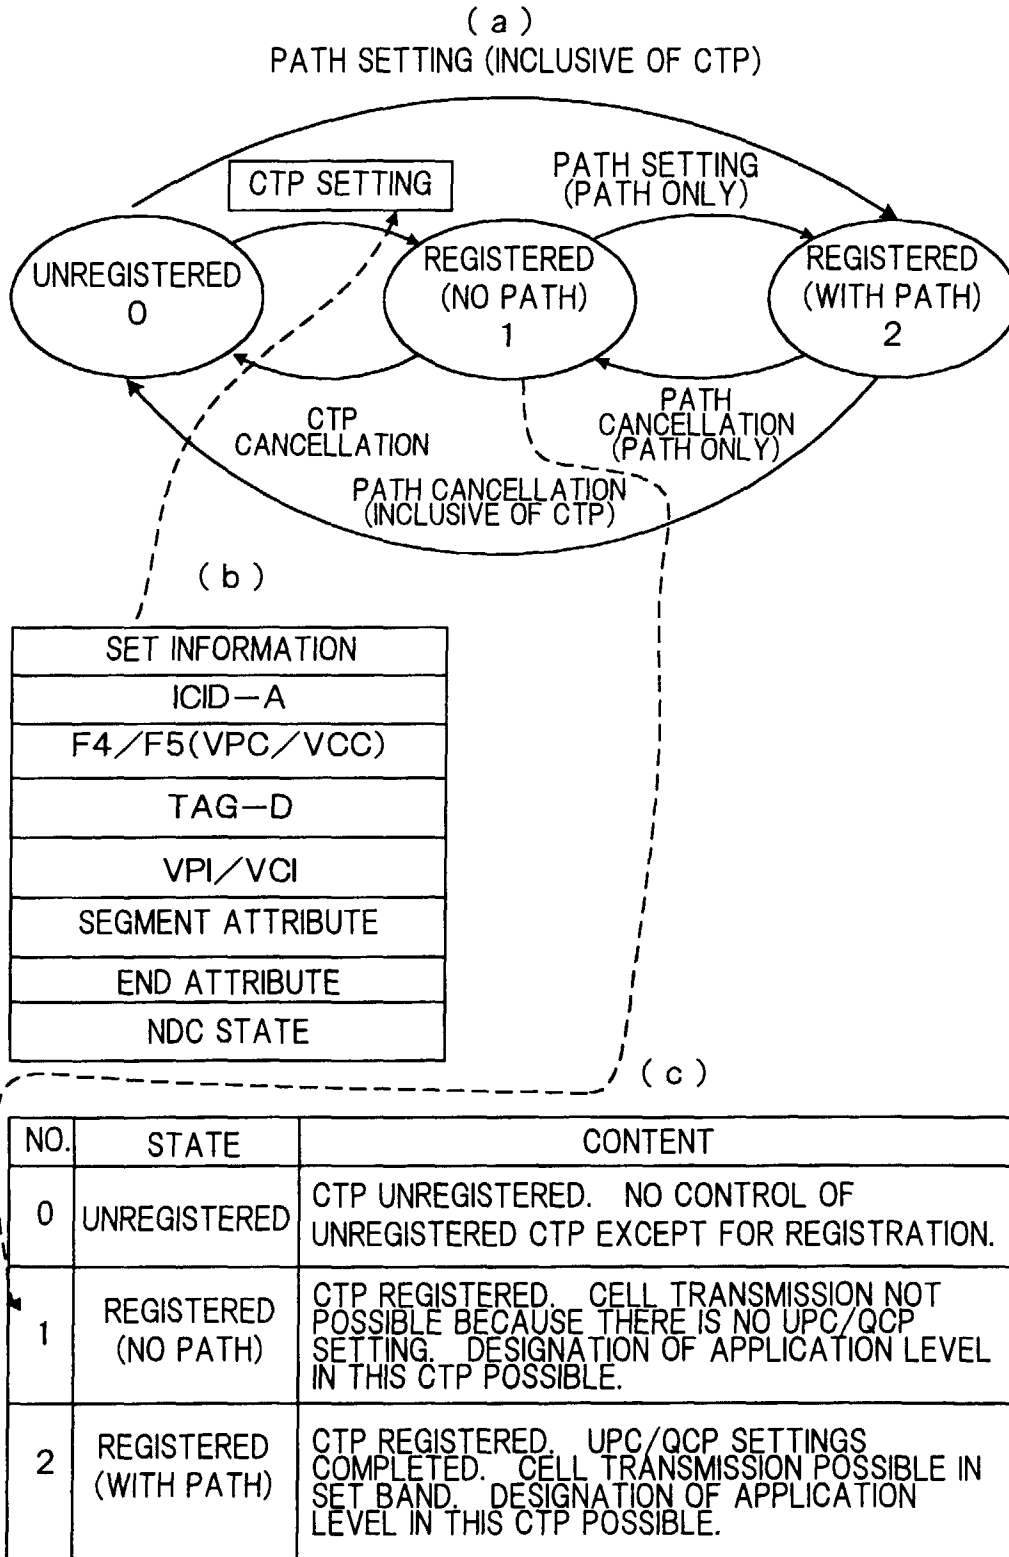 ( a )
PATH SETTING (INCLUSIVE OF CTP)
CTP SETTING
PATH SETTING
(PATH ONLY)
UNREGISTERED
0
REGISTERED
(NO PATH)
1
REGISTERED
(WITH PATH)
2
CTP
CANCELLATION
PATH
CANCELLATION
(PATH ONLY)
PATH CANCELLATION
(INCLUSIVE OF CTP)
( b )
SET INFORMATION
ICID—A
F4/F5(VPC/VCC)
TAG—D
VPI/VCI
SEGMENT ATTRIBUTE
END ATTRIBUTE
NDC STATE
( c )
NO. STATE CONTENT
0 UNREGISTERED CTP UNREGISTERED. NO CONTROL OF
UNREGISTERED CTP EXCEPT FOR REGISTRATION.
1 REGISTERED
(NO PATH)
CTP REGISTERED. CELL TRANSMISSION NOT
POSSIBLE BECAUSE THERE IS NO UPC/QCP
SETTING. DESIGNATION OF APPLICATION LEVEL
IN THIS CTP POSSIBLE.
2 REGISTERED
(WITH PATH)
CTP REGISTERED. UPC/QCP SETTINGS
COMPLETED. CELL TRANSMISSION POSSIBLE IN
SET BAND. DESIGNATION OF APPLICATION
LEVEL IN THIS CTP POSSIBLE.